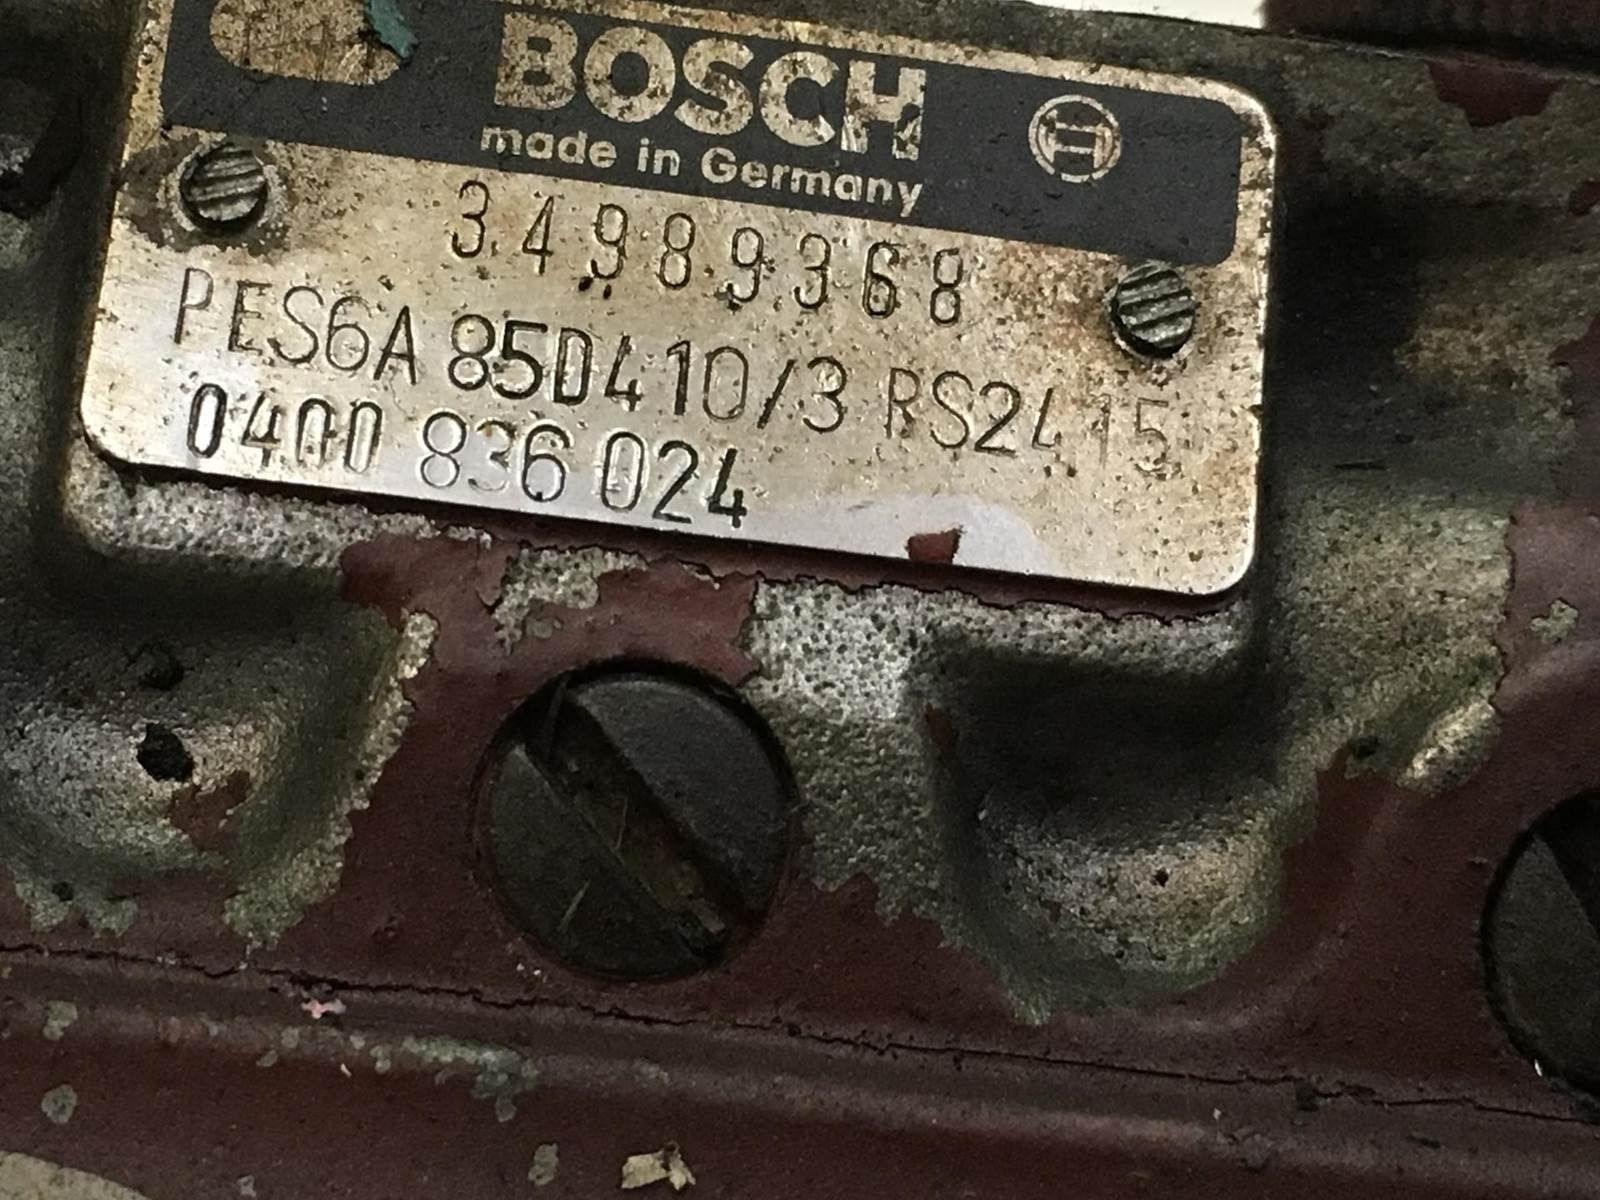 BOSCH
made in Germany
34989368
PES6A 85D410/3 RS2415
0400 836 024